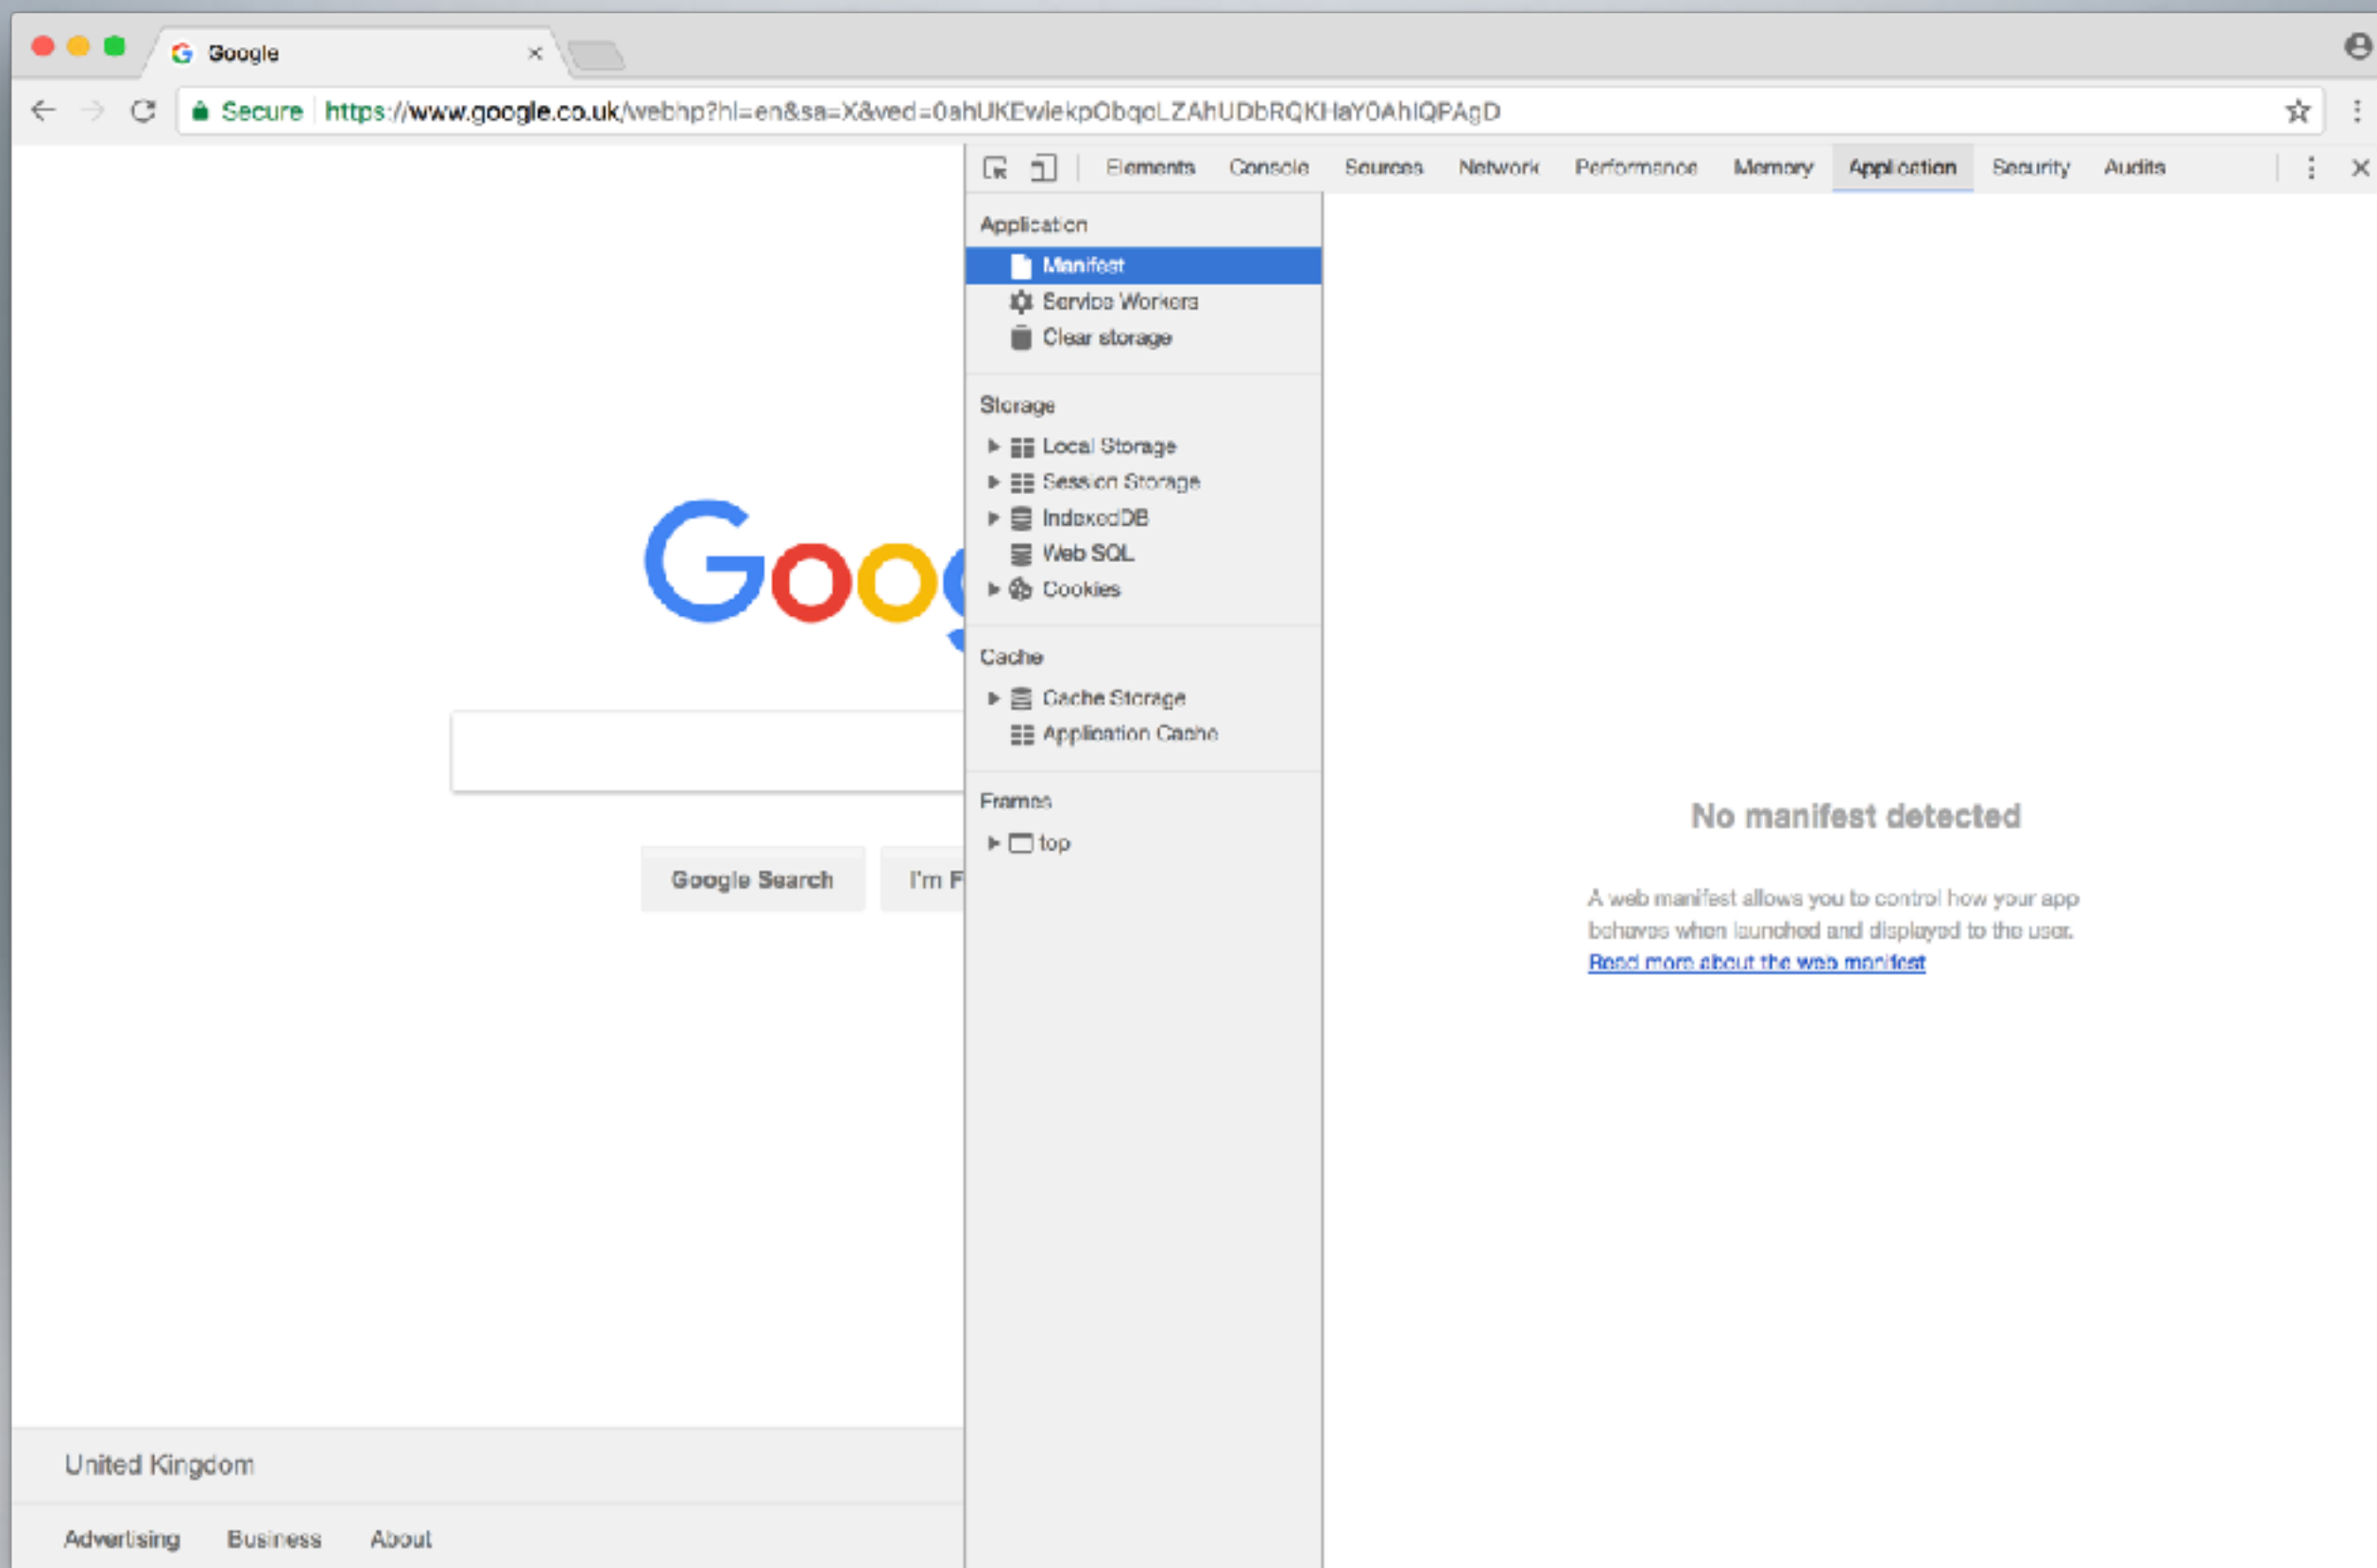 Google
Secure
https://www.google.co.uk/webhp?hl=en&sa=X&ved=0ahUKEwiekpObqoLZAhUDbRQKHaY0AhIQPAgD
Elements Console Sources Network Performance Memory Application Security Audits
Application
Manifest
Service Workers
Clear storage
Storage
Local Storage
Session Storage
IndexedDB
Web SQL
Cookies
Cache
Cache Storage
Application Cache
Frames
top
Goog
Google Search I'm F
United Kingdom
Advertising Business About
No manifest detected
A web manifest allows you to control how your app
behaves when launched and displayed to the user.
Read more about the web manifest